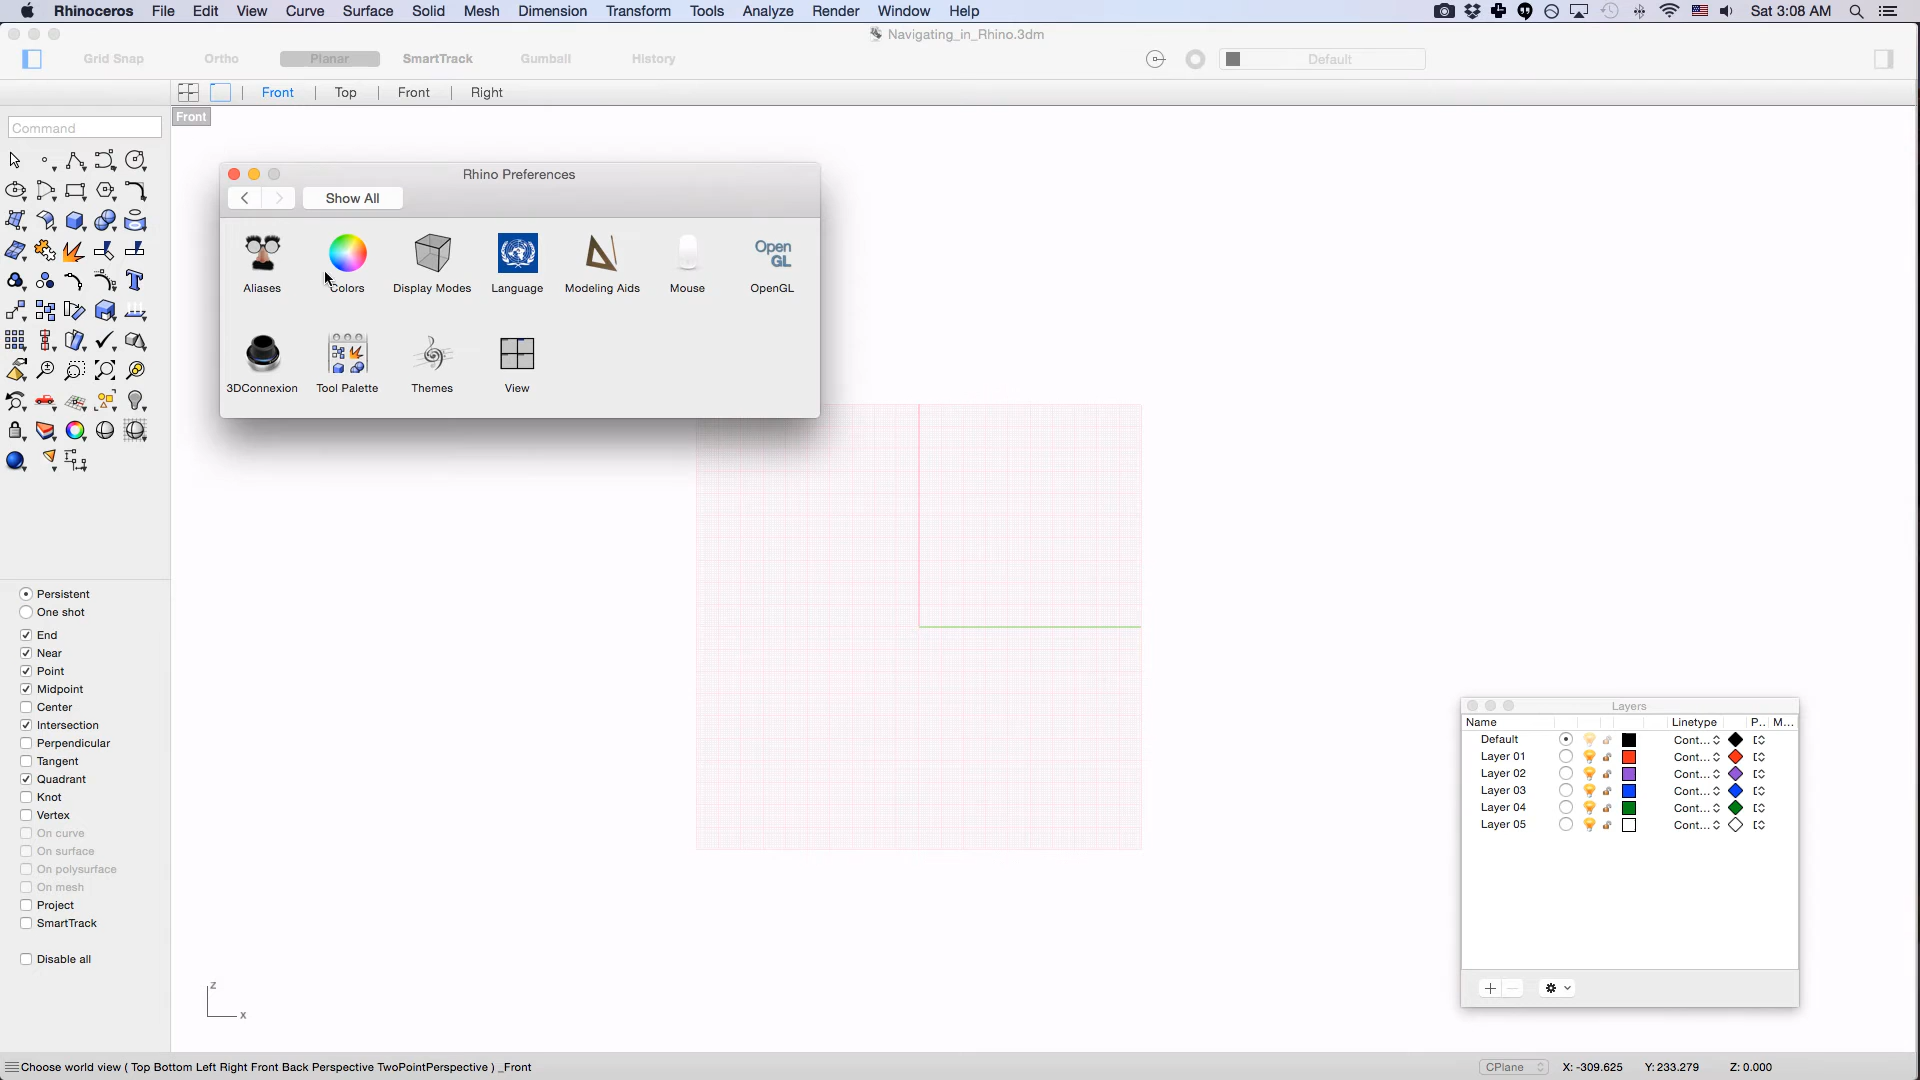 Rhinoceros File Edit View Curve Surface Solid Mesh Dimension Transform Tools Analyze Render Window Help Sat 3:08 AM
Navigating_in_Rhino.3dm
Grid Snap Ortho Planar SmartTrack Gumball History Default
Front Top Front Right
Front
Command
Rhino Preferences
Show All
Open
GL
Aliases Colors Display Modes Language Modeling Aids Mouse OpenGL
3DConnexion Tool Palette Themes View
Persistent
One shot
End
Near
Point
Midpoint
Center
Intersection
Perpendicular
Tangent
Quadrant
Knot
Vertex
On curve
On surface
On polysurface
On mesh
Project
SmartTrack
Disable all
z
x
Layers
Name Linetype P.. M...
Default Cont...
Layer 01 Cont...
Layer 02 Cont...
Layer 03 Cont...
Layer 04 Cont...
Layer 05 Cont...
Choose world view ( Top Bottom Left Right Front Back Perspective TwoPointPerspective ) _Front CPlane X: -309.625 Y: 233.279 Z: 0.000